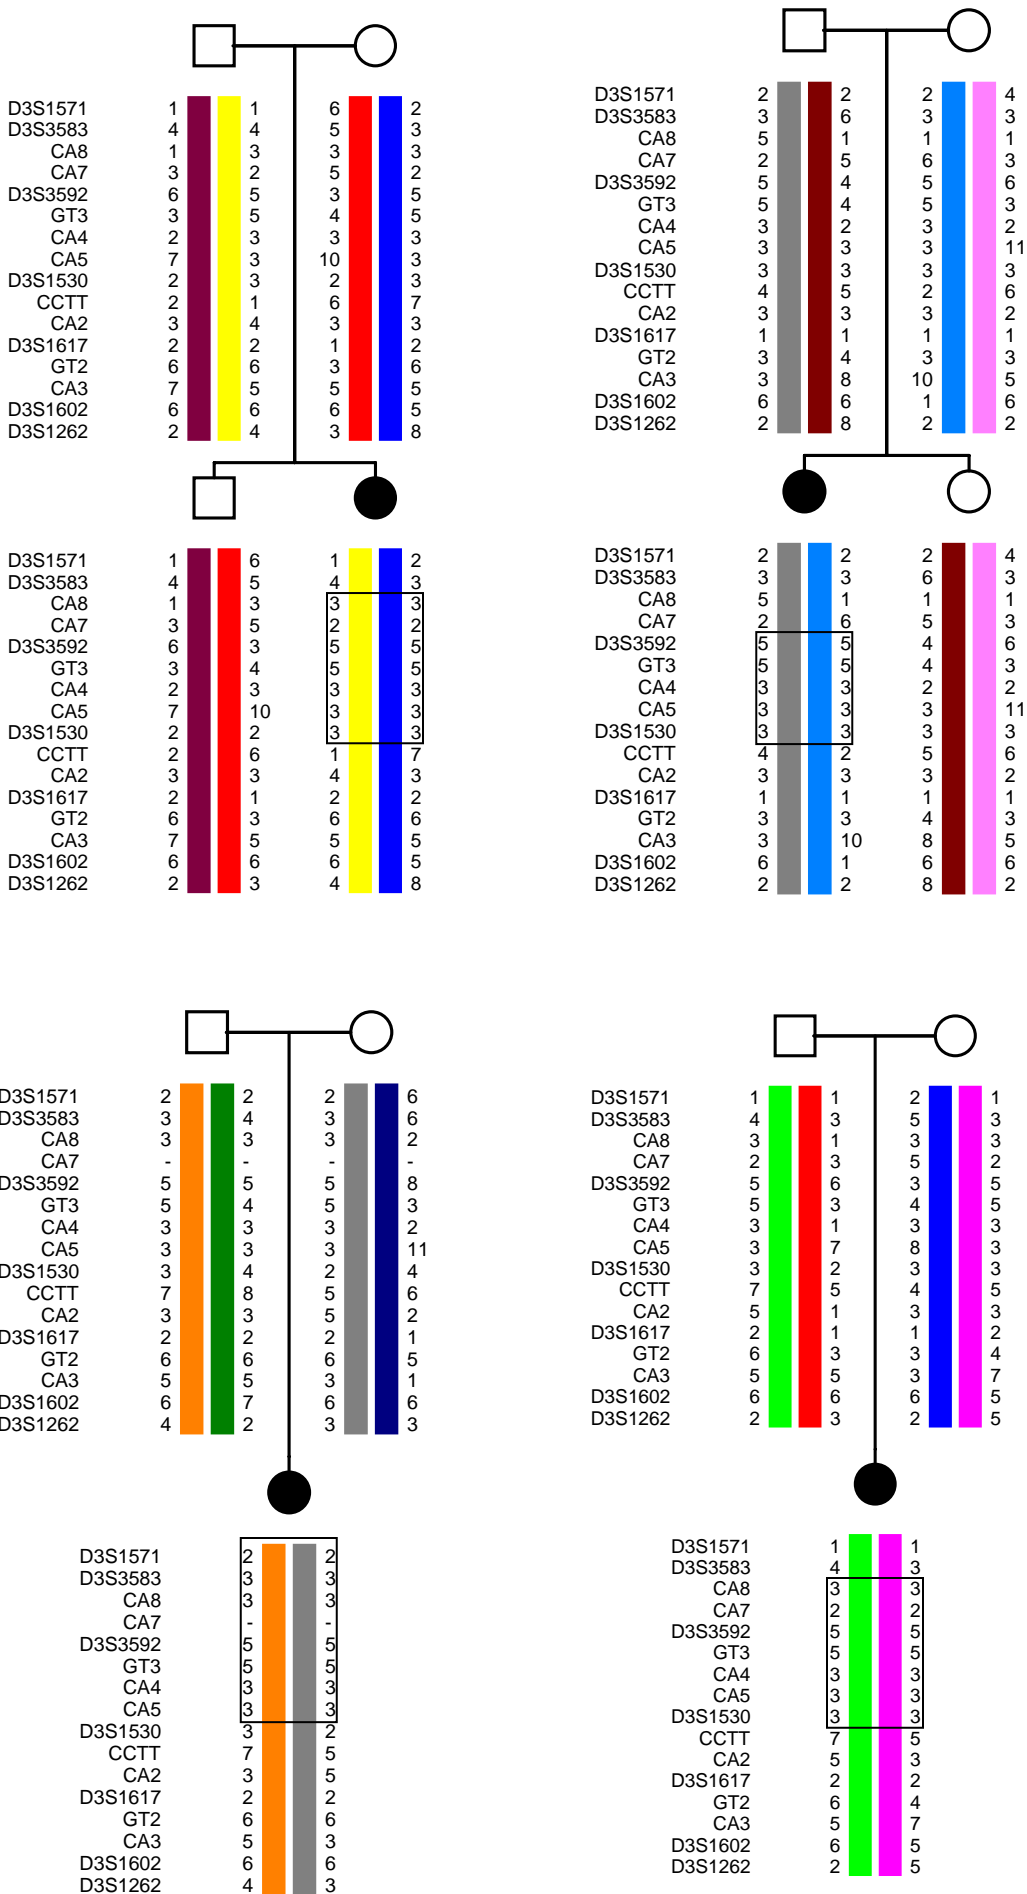 D3S1571 1 1 6 2
D3S3583 4 4 5 3
CA8 1 3 3 3
CA7 3 2 5 2
D3S3592 6 5 3 5
GT3 3 5 4 5
CA4 2 3 3 3
CA5 7 3 10 3
D3S1530 2 3 2 3
CCTT 2 1 6 7
CA2 3 4 3 3
D3S1617 2 2 1 2
GT2 6 6 3 6
CA3 7 5 5 5
D3S1602 6 6 6 5
D3S1262 2 4 3 8
D3S1571 1 6 1 2
D3S3583 4 5 4 3
CA8 1 3 3 3
CA7 3 5 2 2
D3S3592 6 3 5 5
GT3 3 4 5 5
CA4 2 3 3 3
CA5 7 10 3 3
D3S1530 2 2 3 3
CCTT 2 6 1 7
CA2 3 3 4 3
D3S1617 2 1 2 2
GT2 6 3 6 6
CA3 7 5 5 5
D3S1602 6 6 6 5
D3S1262 2 3 4 8
D3S1571 2 2 2 4
D3S3583 3 6 3 3
CA8 5 1 1 1
CA7 2 5 6 3
D3S3592 5 4 5 6
GT3 5 4 5 3
CA4 3 2 3 2
CA5 3 3 3 11
D3S1530 3 3 3 3
CCTT 4 5 2 6
CA2 3 3 3 2
D3S1617 1 1 1 1
GT2 3 4 3 3
CA3 3 8 10 5
D3S1602 6 6 1 6
D3S1262 2 8 2 2
D3S1571 2 2 2 4
D3S3583 3 3 6 3
CA8 5 1 1 1
CA7 2 6 5 3
D3S3592 5 5 4 6
GT3 5 5 4 3
CA4 3 3 2 2
CA5 3 3 3 11
D3S1530 3 3 3 3
CCTT 4 2 5 6
CA2 3 3 3 2
D3S1617 1 1 1 1
GT2 3 3 4 3
CA3 3 10 8 5
D3S1602 6 1 6 6
D3S1262 2 2 8 2
D3S1571 2 2 2 6
D3S3583 3 4 3 6
CA8 3 3 3 2
CA7 - - - -
D3S3592 5 5 5 8
GT3 5 4 5 3
CA4 3 3 3 2
CA5 3 3 3 11
D3S1530 3 4 2 4
CCTT 7 8 5 6
CA2 3 3 5 2
D3S1617 2 2 2 1
GT2 6 6 6 5
CA3 5 5 3 1
D3S1602 6 7 6 6
D3S1262 4 2 3 3
D3S1571 2 2
D3S3583 3 3
CA8 3 3
CA7 - -
D3S3592 5 5
GT3 5 5
CA4 3 3
CA5 3 3
D3S1530 3 2
CCTT 7 5
CA2 3 5
D3S1617 2 2
GT2 6 6
CA3 5 3
D3S1602 6 6
D3S1262 4 3
D3S1571 1 1 2 1
D3S3583 4 3 5 3
CA8 3 1 3 3
CA7 2 3 5 2
D3S3592 5 6 3 5
GT3 5 3 4 5
CA4 3 1 3 3
CA5 3 7 8 3
D3S1530 3 2 3 3
CCTT 7 5 4 5
CA2 5 1 3 3
D3S1617 2 1 1 2
GT2 6 3 3 4
CA3 5 5 3 7
D3S1602 6 6 6 5
D3S1262 2 3 2 5
D3S1571 1 1
D3S3583 4 3
CA8 3 3
CA7 2 2
D3S3592 5 5
GT3 5 5
CA4 3 3
CA5 3 3
D3S1530 3 3
CCTT 7 5
CA2 5 3
D3S1617 2 2
GT2 6 4
CA3 5 7
D3S1602 6 5
D3S1262 2 5